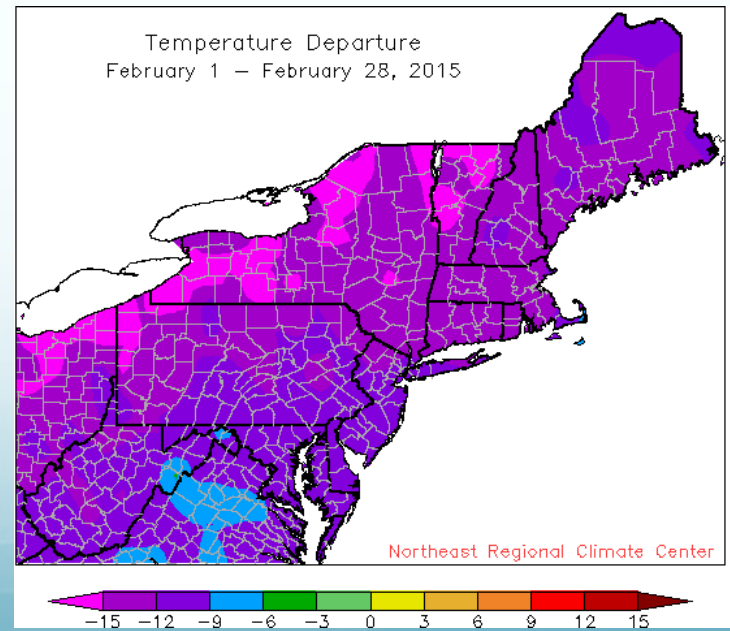 Temperature Departure
February 1 – February 28, 2015
Northeast Regional Climate Center
−15 −12 −9 −6 −3 0 3 6 9 12 15